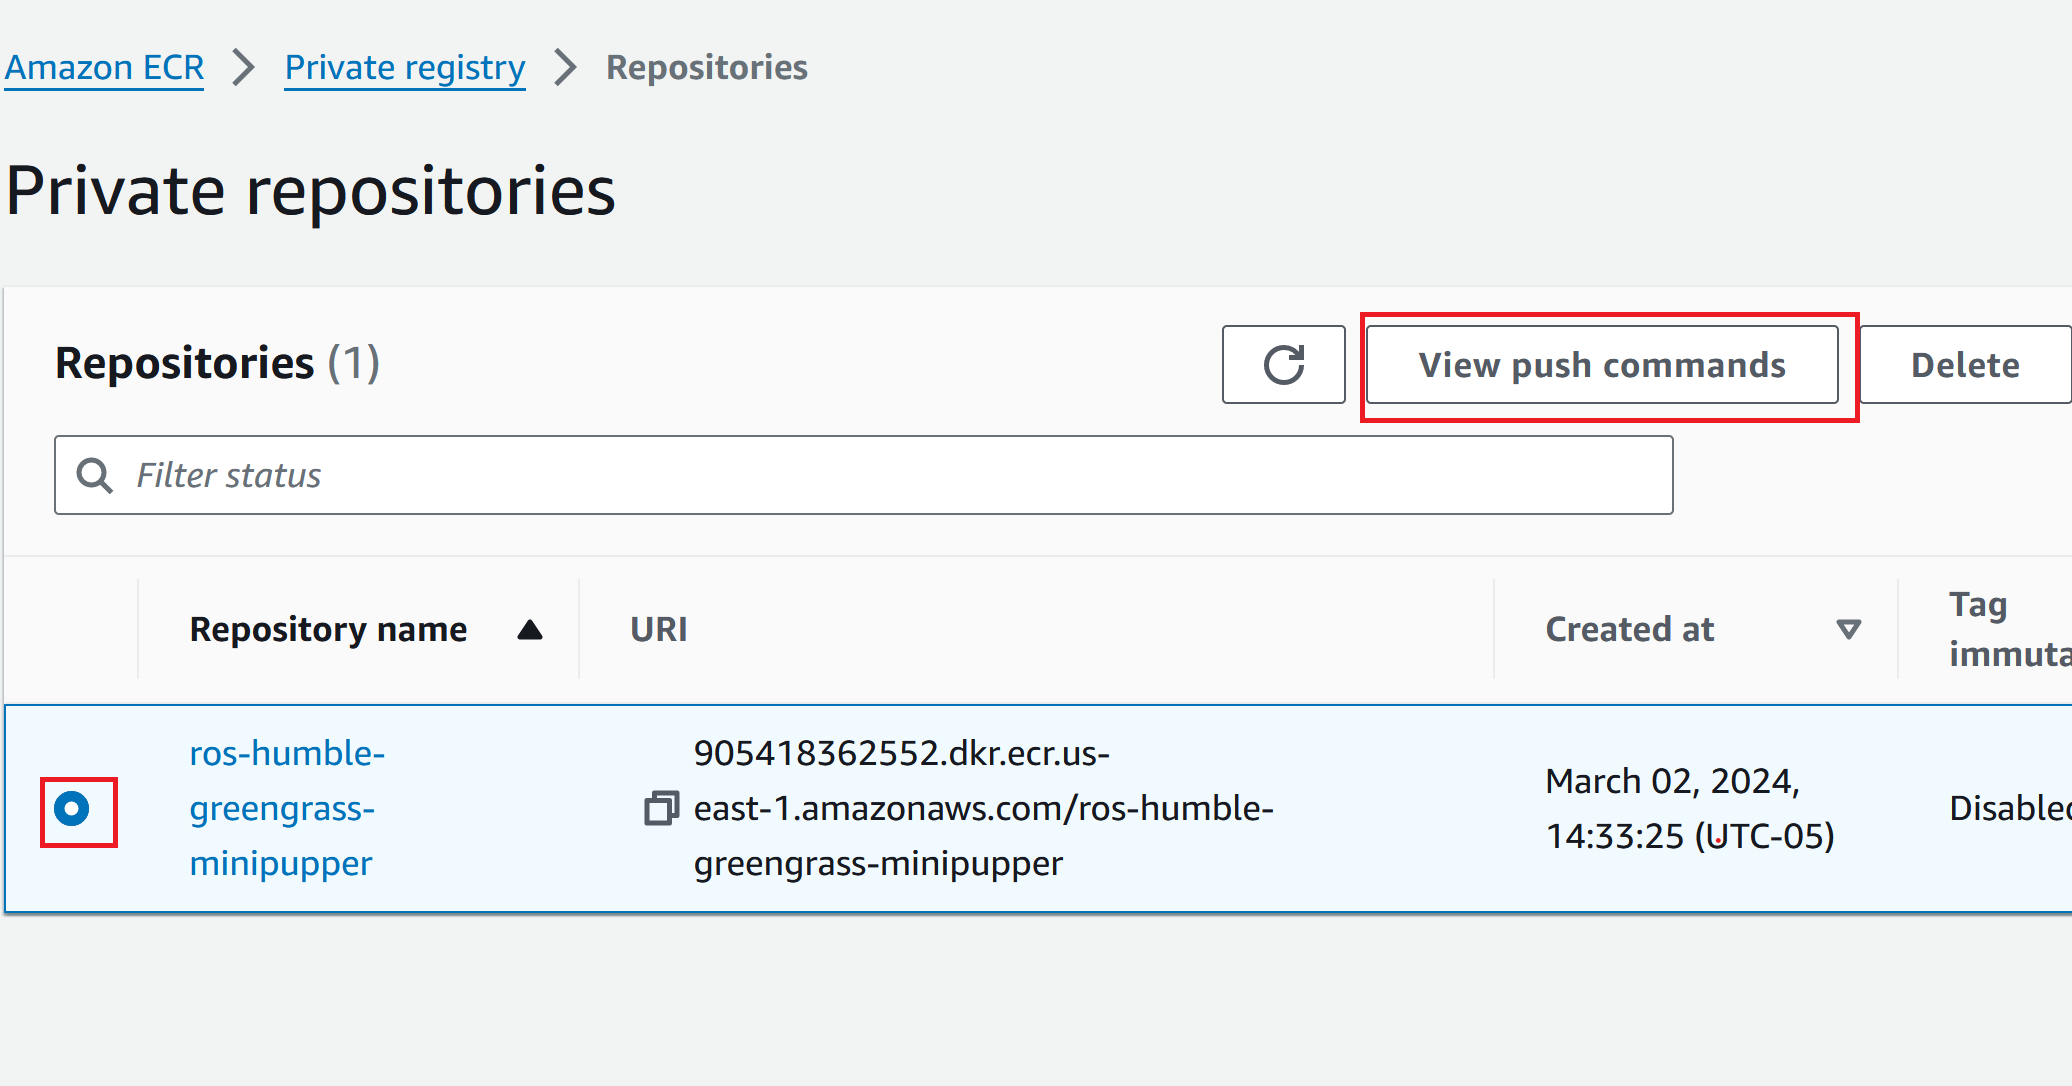 Amazon ECR > Private registry > Repositories
Private repositories
Repositories (1)
View push commands
Delete
Filter status
Repository name
URI
Created at
Tag
immuta
ros-humble-
greengrass-
minipupper
905418362552.dkr.ecr.us-
east-1.amazonaws.com/ros-humble-
greengrass-minipupper
March 02, 2024,
14:33:25 (UTC-05)
Disabled